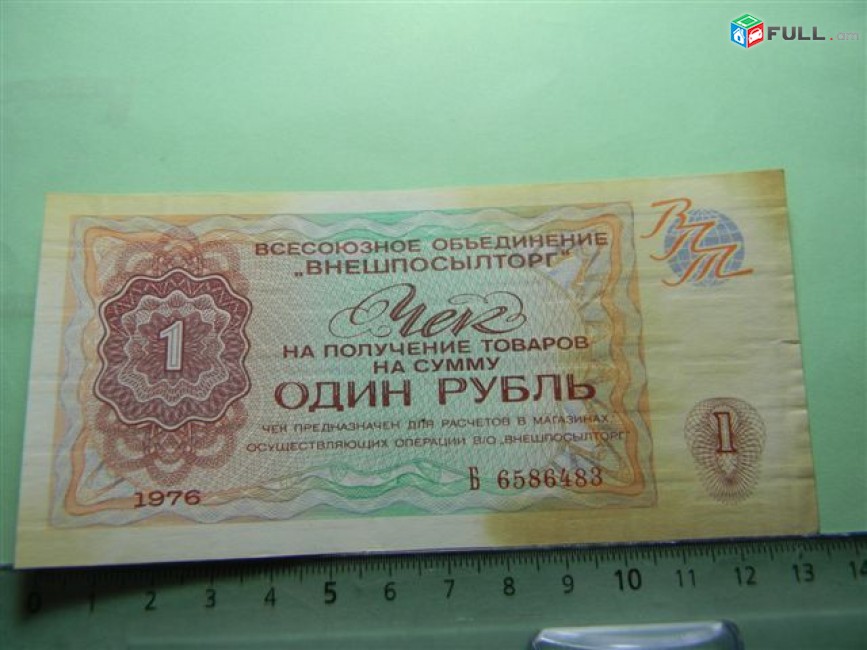 FULL.am
ВПТ
ВСЕСОЮЗНОЕ ОБЪЕДИНЕНИЕ
„ВНЕШПОСЫЛТОРГ"
Чек
НА ПОЛУЧЕНИЕ ТОВАРОВ
НА СУММУ
ОДИН РУБЛЬ
ЧЕК ПРЕДНАЗНАЧЕН ДЛЯ РАСЧЕТОВ В МАГАЗИНАХ,
ОСУЩЕСТВЛЯЮЩИХ ОПЕРАЦИИ В/О „ВНЕШПОСЫЛТОРГ"
1
1
1976
Б 6586483
0 1 2 3 4 5 6 7 8 9 10 11 12 13 14